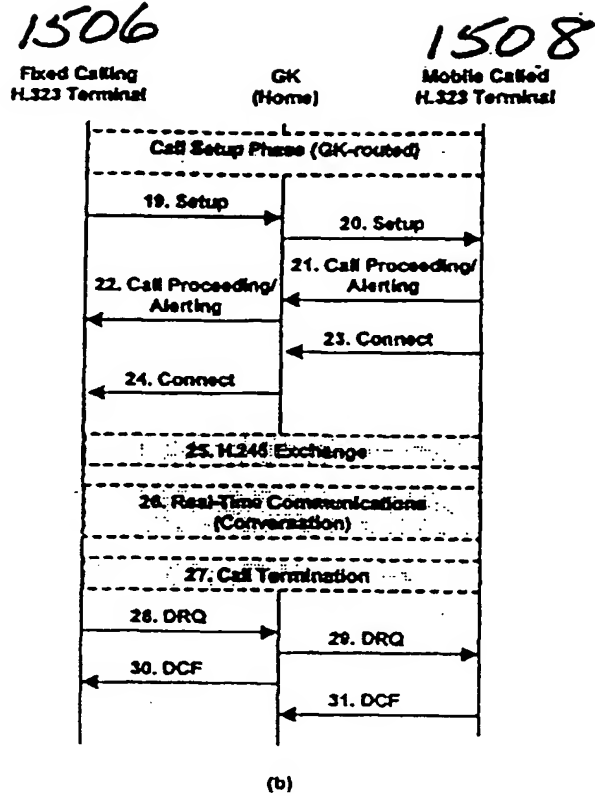 1506
1508
Fixed Calling
H.323 Terminal
GK
(Home)
Mobile Called
H.323 Terminal
Call Setup Phase (GK-routed)
19. Setup
20. Setup
21. Call Proceeding/
Alerting
22. Call Proceeding/
Alerting
23. Connect
24. Connect
25. H.245 Exchange
26. Real-Time Communications
(Conversation)
27. Call Termination
28. DRQ
29. DRQ
30. DCF
31. DCF
(b)